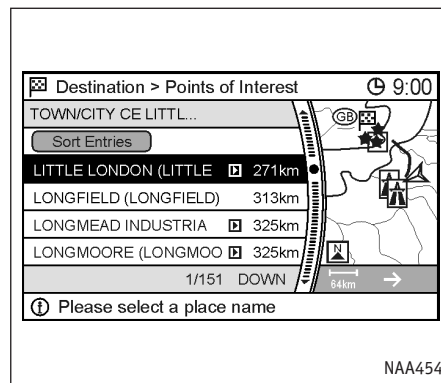 Destination > Points of Interest 9:00
TOWN/CITY CE LITTL...
GB
Sort Entries
LITTLE LONDON (LITTLE 271km
LONGFIELD (LONGFIELD) 313km
LONGMEAD INDUSTRIA 325km
LONGMOORE (LONGMOO 325km
N
1/151 DOWN
64km
Please select a place name
NAA454